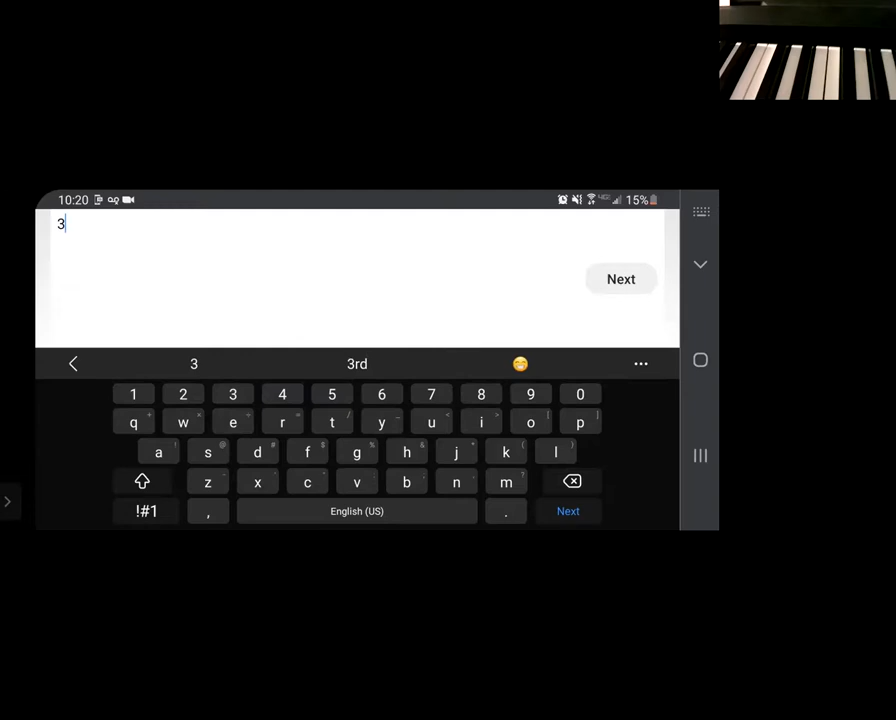 10:20 15%
3
Next
3 3rd 😁 ...
1 2 3 4 5 6 7 8 9 0
q w e r t y u i o p
a s d f g h j k l
z x c v b n m
!#1 , English (US) . Next